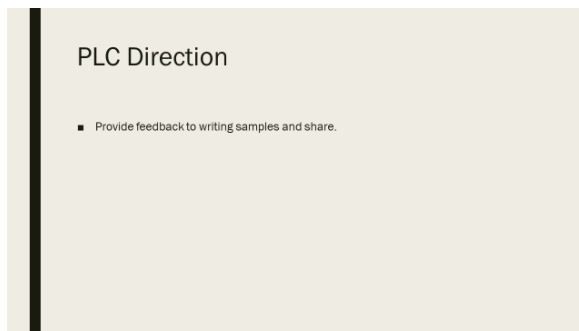 PLC Direction
■ Provide feedback to writing samples and share.